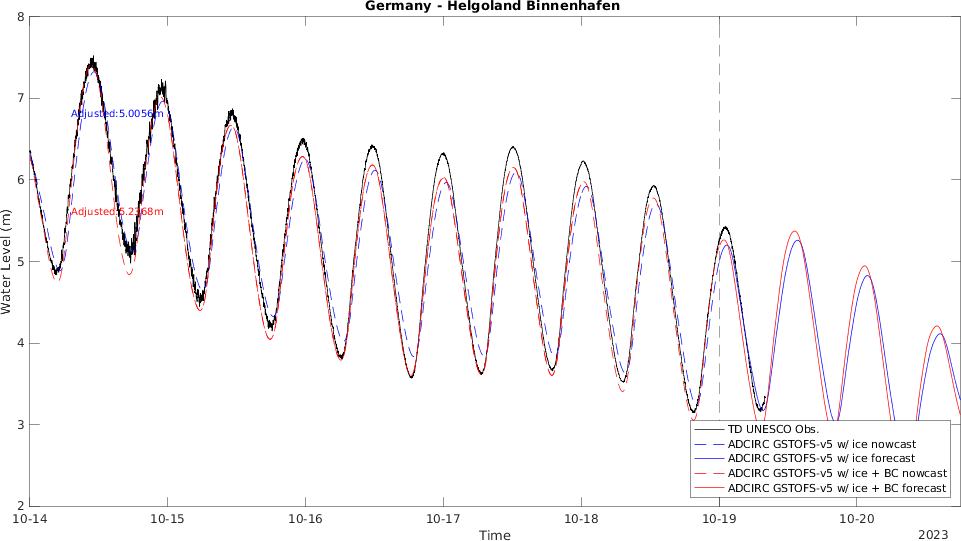 Germany - Helgoland Binnenhafen
8
7
6
5
4
3
2
Water Level (m)
Adjusted:5.0056m
Adjusted:5.2368m
TD UNESCO Obs.
ADCIRC GSTOFS-v5 w/ ice nowcast
ADCIRC GSTOFS-v5 w/ ice forecast
ADCIRC GSTOFS-v5 w/ ice + BC nowcast
ADCIRC GSTOFS-v5 w/ ice + BC forecast
10-14 10-15 10-16 10-17 10-18 10-19 10-20
Time
2023